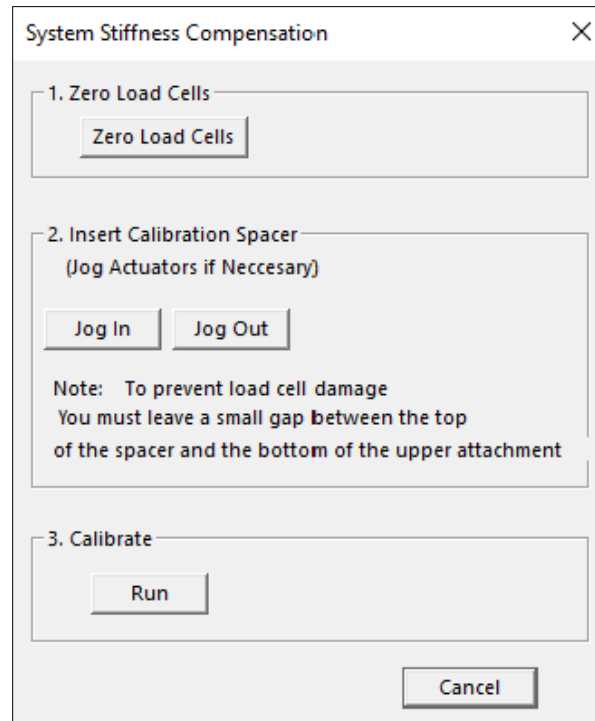 System Stiffness Compensation
1. Zero Load Cells
Zero Load Cells
2. Insert Calibration Spacer
(Jog Actuators if Neccesary)
Jog In
Jog Out
Note: To prevent load cell damage
You must leave a small gap between the top
of the spacer and the bottom of the upper attachment
3. Calibrate
Run
Cancel